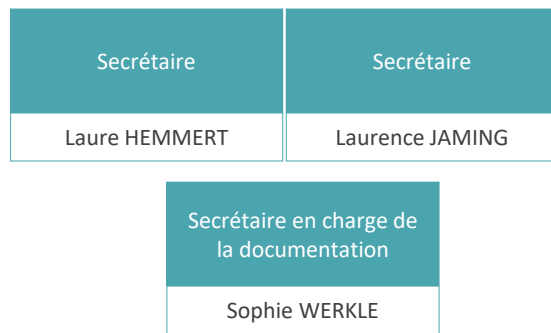 Secrétaire
Secrétaire
Laure HEMMERT
Laurence JAMING
Secrétaire en charge de
la documentation
Sophie WERKLE